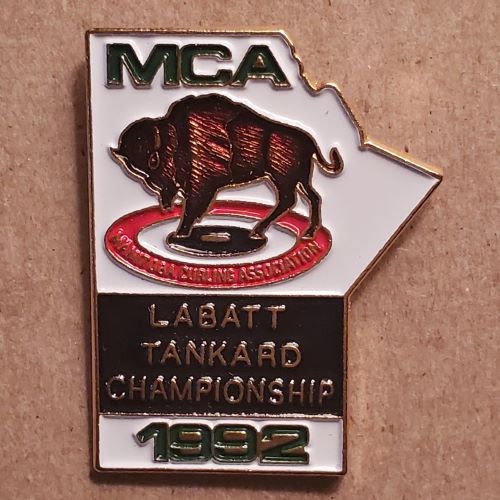 MCA
MANITOBA CURLING ASSOCIATION
LABATT
TANKARD
CHAMPIONSHIP
1992